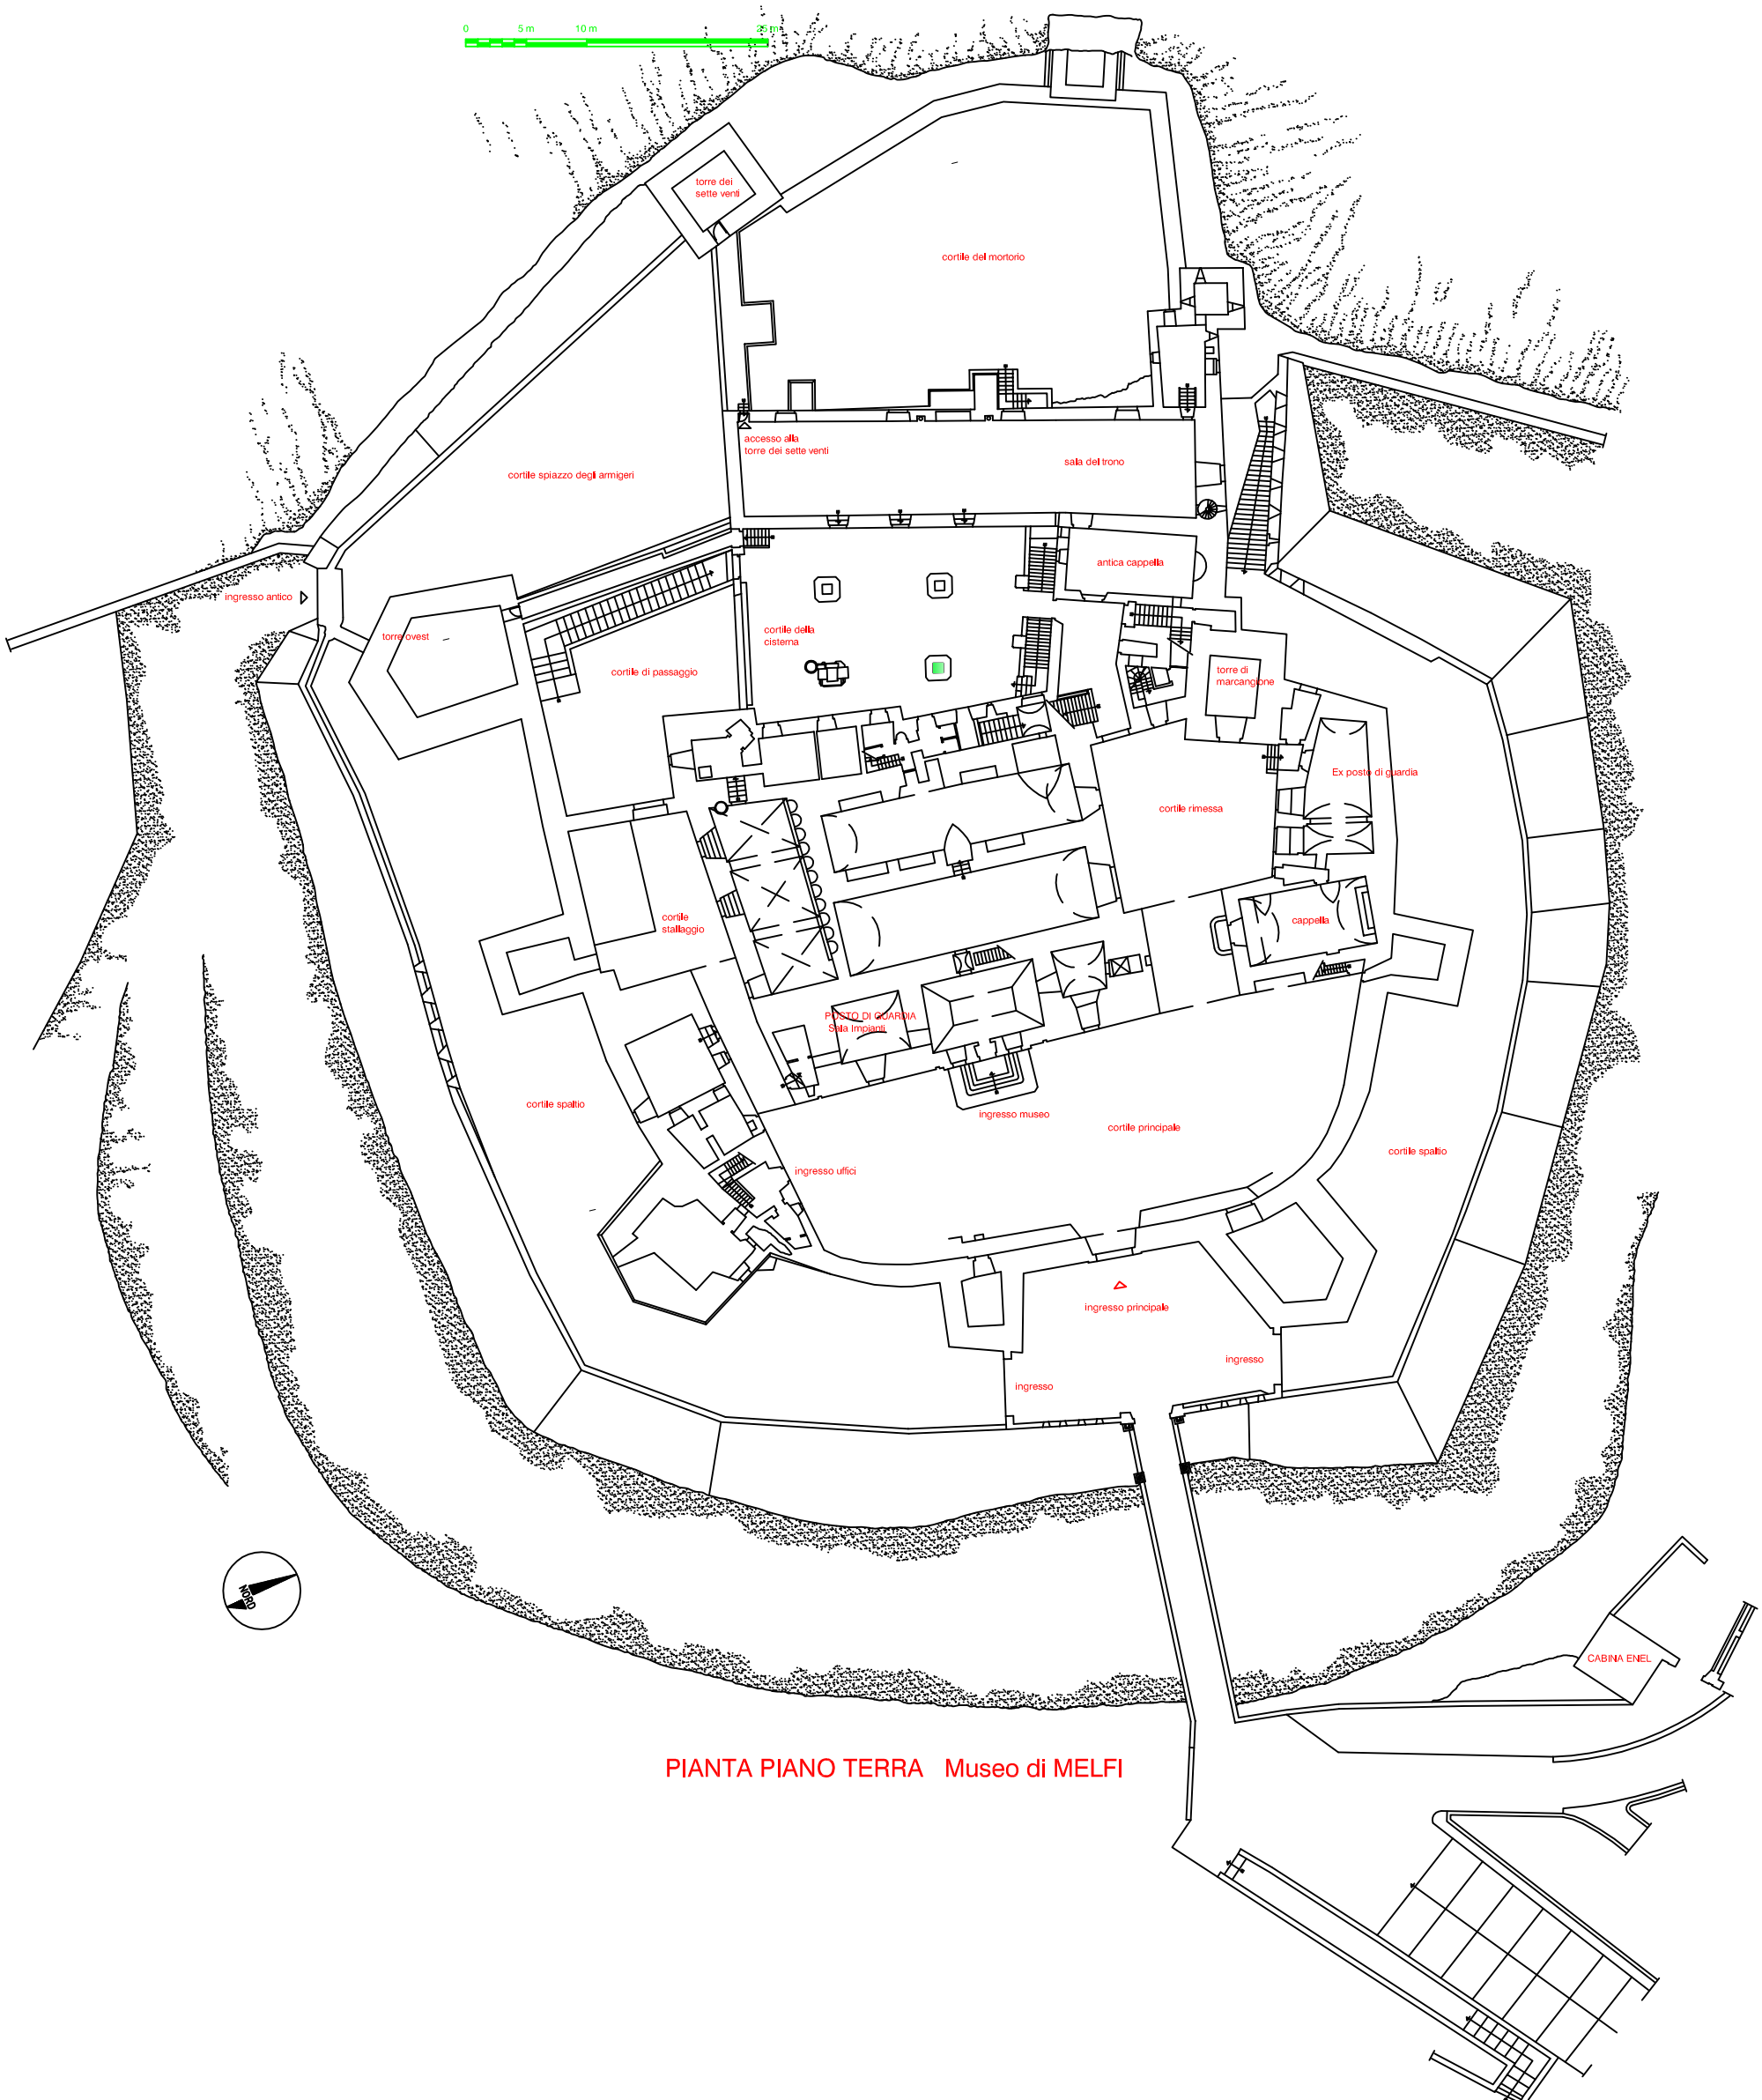 0 5 m 10 m 25 m
torre dei
sette venti
cortile del mortorio
accesso alla
torre dei sette venti
sala del trono
cortile spiazzo degli armigeri
antica cappella
ingresso antico
torre ovest
cortile della
cisterna
cortile di passaggio
torre di
marcangione
Ex posto di guardia
cortile rimessa
cortile
stallaggio
cappella
POSTO DI GUARDIA
Sala Impianti
cortile spaltio
ingresso museo
cortile principale
cortile spaltio
ingresso uffici
ingresso principale
ingresso
ingresso
NORD
CABINA ENEL
PIANTA PIANO TERRA Museo di MELFI